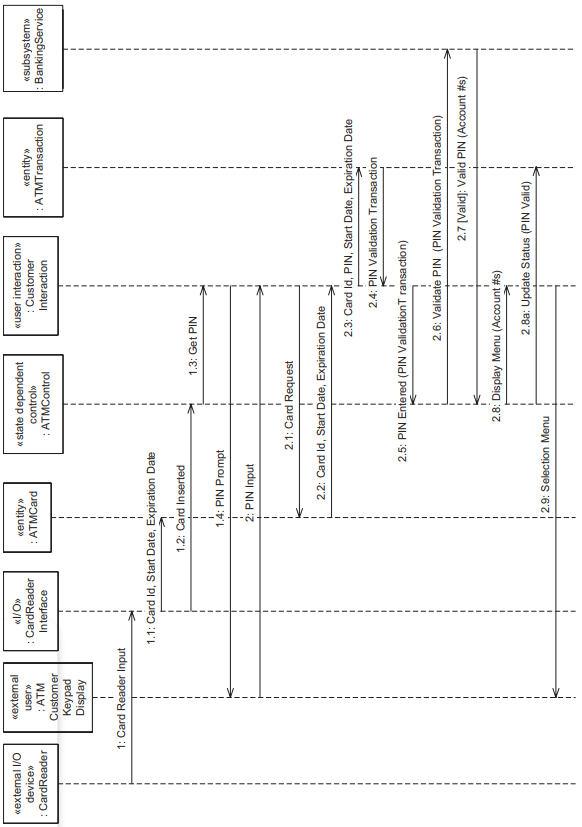 «external I/O
device»
: CardReader
«external
user»
: ATM
Customer
Keypad
Display
«I/O»
: CardReader
Interface
«entity»
: ATMCard
«state dependent
control»
: ATMControl
«user interaction»
: Customer
Interaction
«entity»
: ATMTransaction
«subsystem»
: BankingService
1: Card Reader Input
1.1: Card Id, Start Date, Expiration Date
1.2: Card Inserted
1.3: Get PIN
1.4: PIN Prompt
2: PIN Input
2.1: Card Request
2.2: Card Id, Start Date, Expiration Date
2.3: Card Id, PIN, Start Date, Expiration Date
2.4: PIN Validation Transaction
2.5: PIN Entered (PIN ValidationT ransaction)
2.6: Validate PIN (PIN Validation Transaction)
2.7 [Valid]: Valid PIN (Account #s)
2.8: Display Menu (Account #s)
2.8a: Update Status (PIN Valid)
2.9: Selection Menu